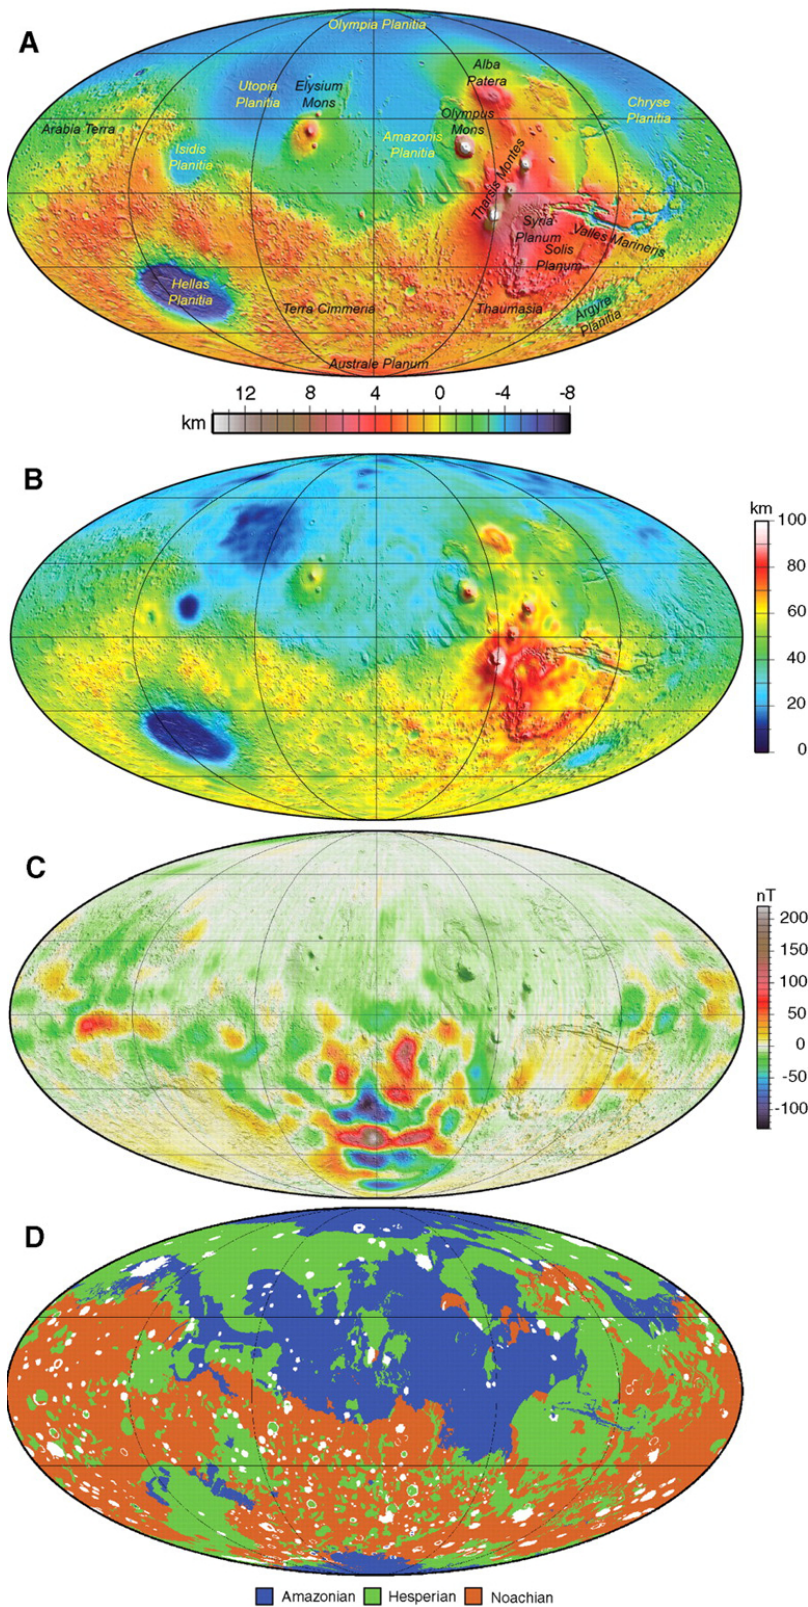 A
Olympia Planitia
Alba
Patera
Utopia
Planitia
Elysium
Mons
Chryse
Planitia
Olympus
Mons
Arabia Terra
Amazonis
Planitia
Isidis
Planitia
Tharsis Montes
Syria
Planum
Valles Marineris
Solis
Planum
Hellas
Planitia
Terra Cimmeria
Thaumasia
Argyre
Planitia
Australe Planum
12 8 4 0 -4 -8
km
B
km
100
80
60
40
20
0
C
nT
200
150
100
50
0
-50
-100
D
Amazonian Hesperian Noachian